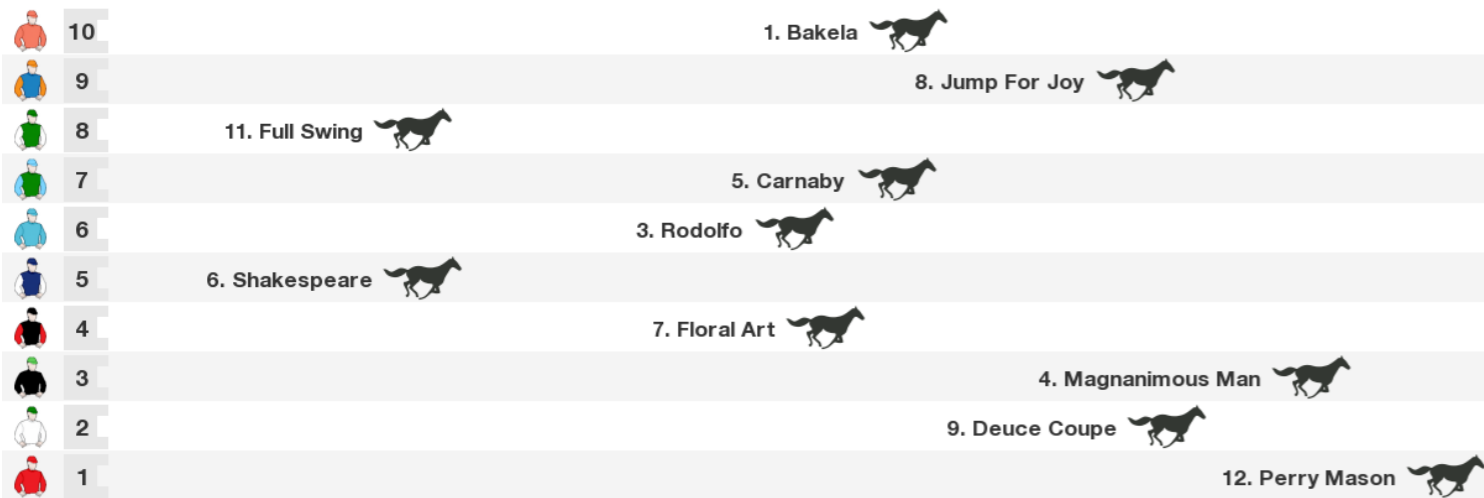 10 1. Bakela
9 8. Jump For Joy
8 11. Full Swing
7 5. Carnaby
6 3. Rodolfo
5 6. Shakespeare
4 7. Floral Art
3 4. Magnanimous Man
2 9. Deuce Coupe
1 12. Perry Mason